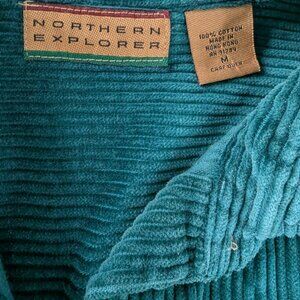 NORTHERN
EXPLORER
100% COTTON
MADE IN
HONG KONG
M